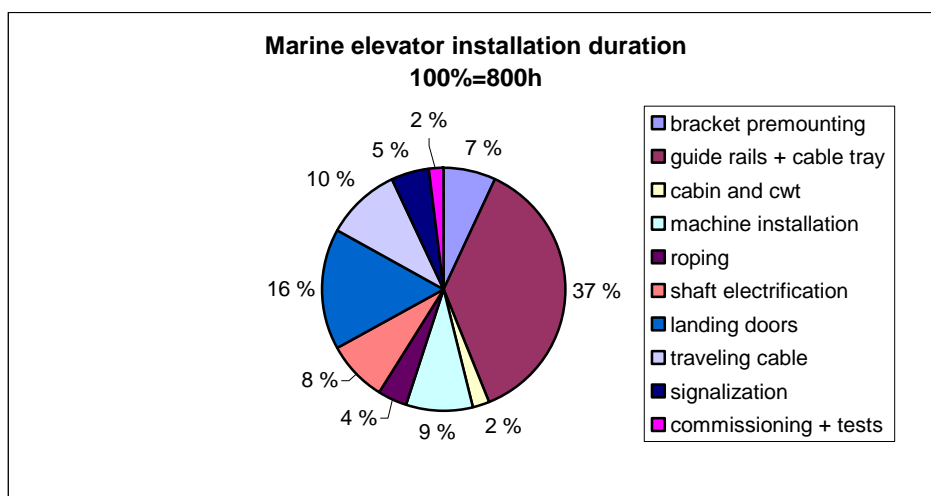 Marine elevator installation duration
100%=800h
2 %
7 %
5 %
10 %
16 %
37 %
8 %
4 %
9 %
2 %
bracket premounting
guide rails + cable tray
cabin and cwt
machine installation
roping
shaft electrification
landing doors
traveling cable
signalization
commissioning + tests